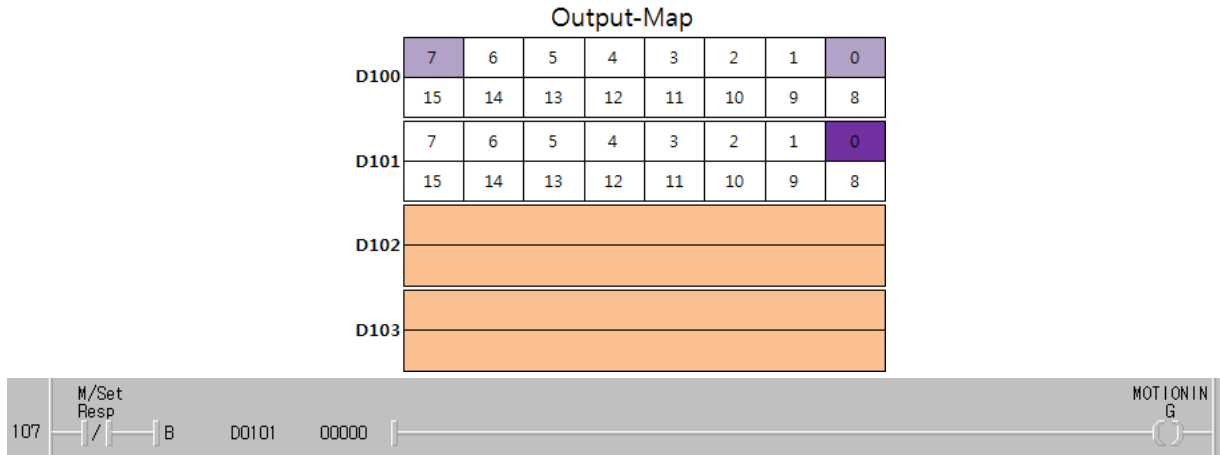 Output-Map
D100
7 6 5 4 3 2 1 0
15 14 13 12 11 10 9 8
D101
7 6 5 4 3 2 1 0
15 14 13 12 11 10 9 8
D102
D103
M/Set
Resp
MOTIONIN
G
107 / B D0101 00000